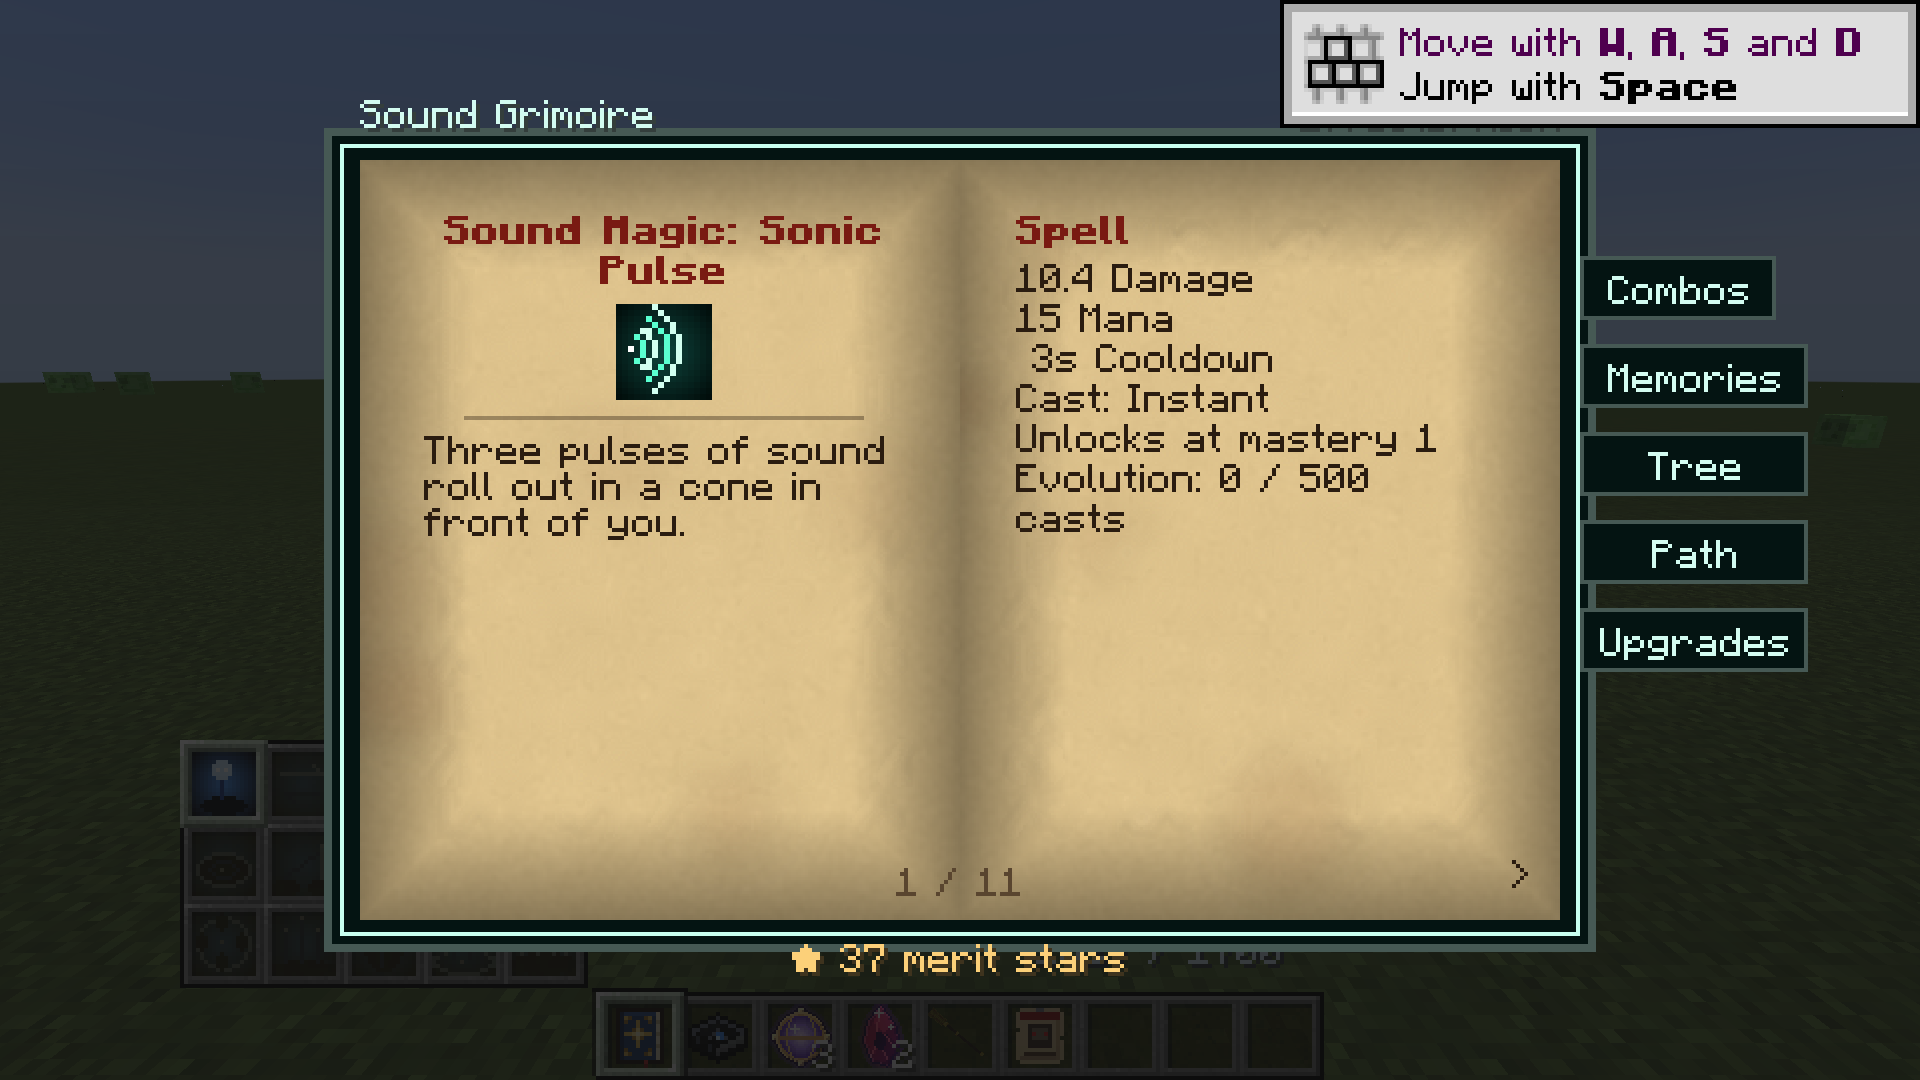 Move with W, A, S and D
Jump with Space
Sound Grimoire
Sound Magic: Sonic
Pulse
Three pulses of sound
roll out in a cone in
front of you.
Spell
10.4 Damage
15 Mana
3s Cooldown
Cast: Instant
Unlocks at mastery 1
Evolution: 0 / 500
casts
Combos
Memories
Tree
Path
Upgrades
1 / 11
>
37 merit stars
3
2